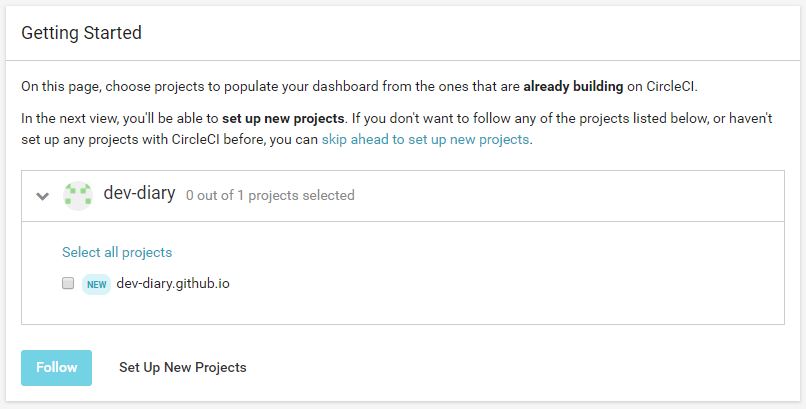 Getting Started
On this page, choose projects to populate your dashboard from the ones that are already building on CircleCI.
In the next view, you'll be able to set up new projects. If you don't want to follow any of the projects listed below, or haven't
set up any projects with CircleCI before, you can skip ahead to set up new projects.
dev-diary 0 out of 1 projects selected
Select all projects
NEW dev-diary.github.io
Follow Set Up New Projects